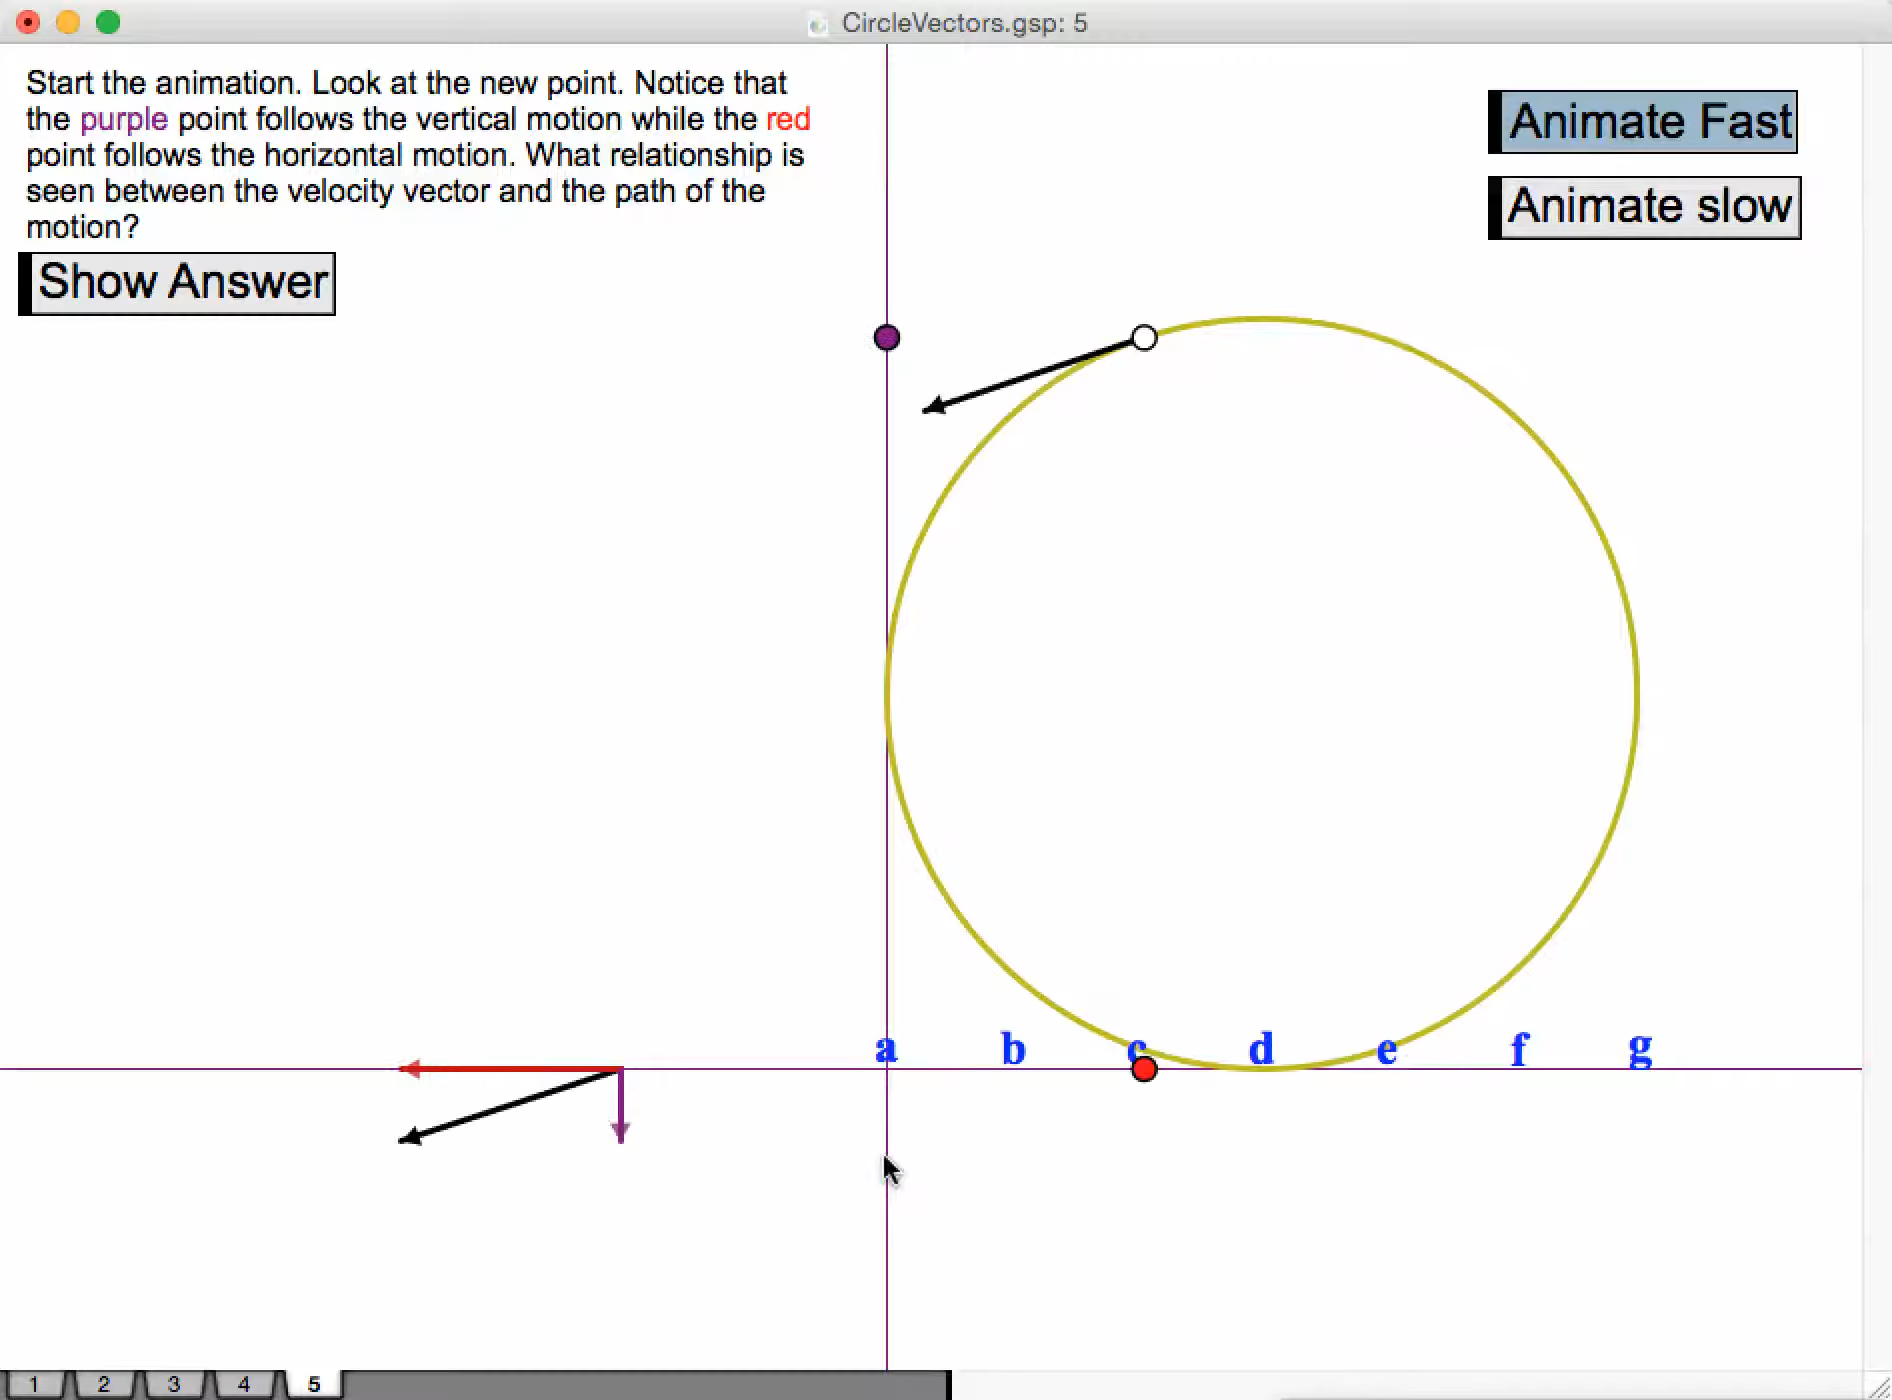 CircleVectors.gsp: 5
Start the animation. Look at the new point. Notice that
the purple point follows the vertical motion while the red
point follows the horizontal motion. What relationship is
seen between the velocity vector and the path of the
motion?
Show Answer
Animate Fast
Animate slow
a b c d e f g
1 2 3 4 5